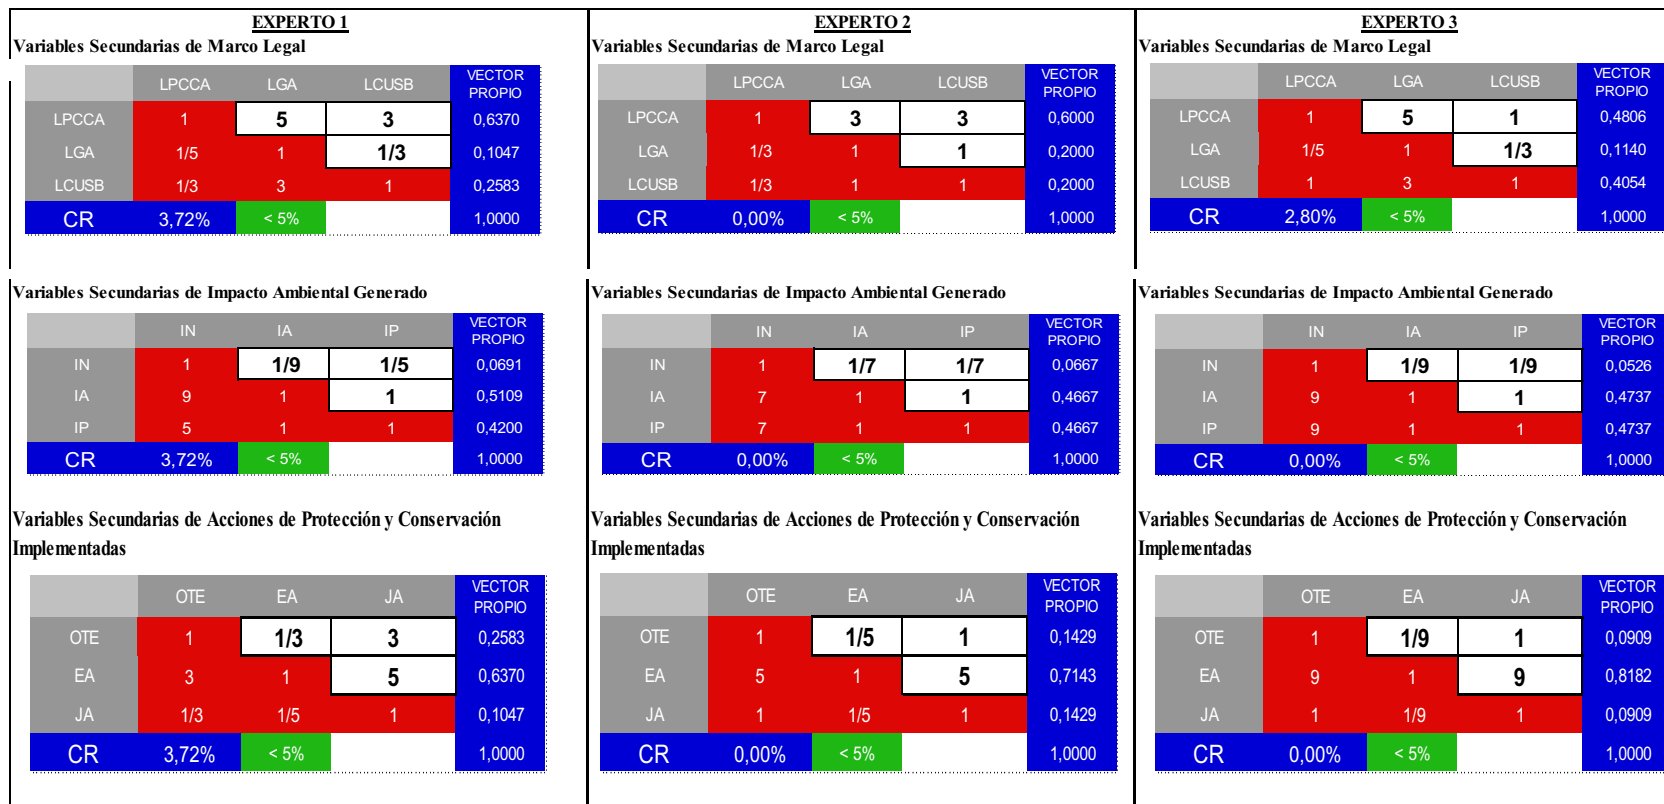 EXPERTO 1
Variables Secundarias de Marco Legal
LPCCA LGA LCUSB VECTOR PROPIO
LPCCA 1 5 3 0,6370
LGA 1/5 1 1/3 0,1047
LCUSB 1/3 3 1 0,2583
CR 3,72% < 5% 1,0000
Variables Secundarias de Impacto Ambiental Generado
IN IA IP VECTOR PROPIO
IN 1 1/9 1/5 0,0691
IA 9 1 1 0,5109
IP 5 1 1 0,4200
CR 3,72% < 5% 1,0000
Variables Secundarias de Acciones de Protección y Conservación
Implementadas
OTE EA JA VECTOR PROPIO
OTE 1 1/3 3 0,2583
EA 3 1 5 0,6370
JA 1/3 1/5 1 0,1047
CR 3,72% < 5% 1,0000
EXPERTO 2
Variables Secundarias de Marco Legal
LPCCA LGA LCUSB VECTOR PROPIO
LPCCA 1 3 3 0,6000
LGA 1/3 1 1 0,2000
LCUSB 1/3 1 1 0,2000
CR 0,00% < 5% 1,0000
Variables Secundarias de Impacto Ambiental Generado
IN IA IP VECTOR PROPIO
IN 1 1/7 1/7 0,0667
IA 7 1 1 0,4667
IP 7 1 1 0,4667
CR 0,00% < 5% 1,0000
Variables Secundarias de Acciones de Protección y Conservación
Implementadas
OTE EA JA VECTOR PROPIO
OTE 1 1/5 1 0,1429
EA 5 1 5 0,7143
JA 1 1/5 1 0,1429
CR 0,00% < 5% 1,0000
EXPERTO 3
Variables Secundarias de Marco Legal
LPCCA LGA LCUSB VECTOR PROPIO
LPCCA 1 5 1 0,4806
LGA 1/5 1 1/3 0,1140
LCUSB 1 3 1 0,4054
CR 2,80% < 5% 1,0000
Variables Secundarias de Impacto Ambiental Generado
IN IA IP VECTOR PROPIO
IN 1 1/9 1/9 0,0526
IA 9 1 1 0,4737
IP 9 1 1 0,4737
CR 0,00% < 5% 1,0000
Variables Secundarias de Acciones de Protección y Conservación
Implementadas
OTE EA JA VECTOR PROPIO
OTE 1 1/9 1 0,0909
EA 9 1 9 0,8182
JA 1 1/9 1 0,0909
CR 0,00% < 5% 1,0000